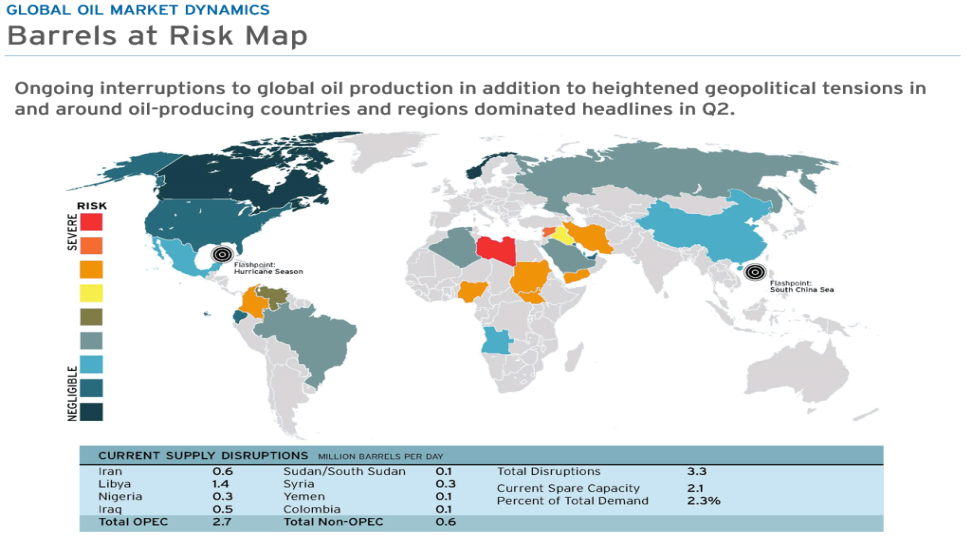 GLOBAL OIL MARKET DYNAMICS
Barrels at Risk Map
Ongoing interruptions to global oil production in addition to heightened geopolitical tensions in
and around oil-producing countries and regions dominated headlines in Q2.
RISK
SEVERE
NEGLIGIBLE
Flashpoint:
Hurricane Season
Flashpoint:
South China Sea
CURRENT SUPPLY DISRUPTIONS MILLION BARRELS PER DAY
Iran 0.6 Sudan/South Sudan 0.1 Total Disruptions 3.3
Libya 1.4 Syria 0.3 Current Spare Capacity 2.1
Nigeria 0.3 Yemen 0.1 Percent of Total Demand 2.3%
Iraq 0.5 Colombia 0.1
Total OPEC 2.7 Total Non-OPEC 0.6